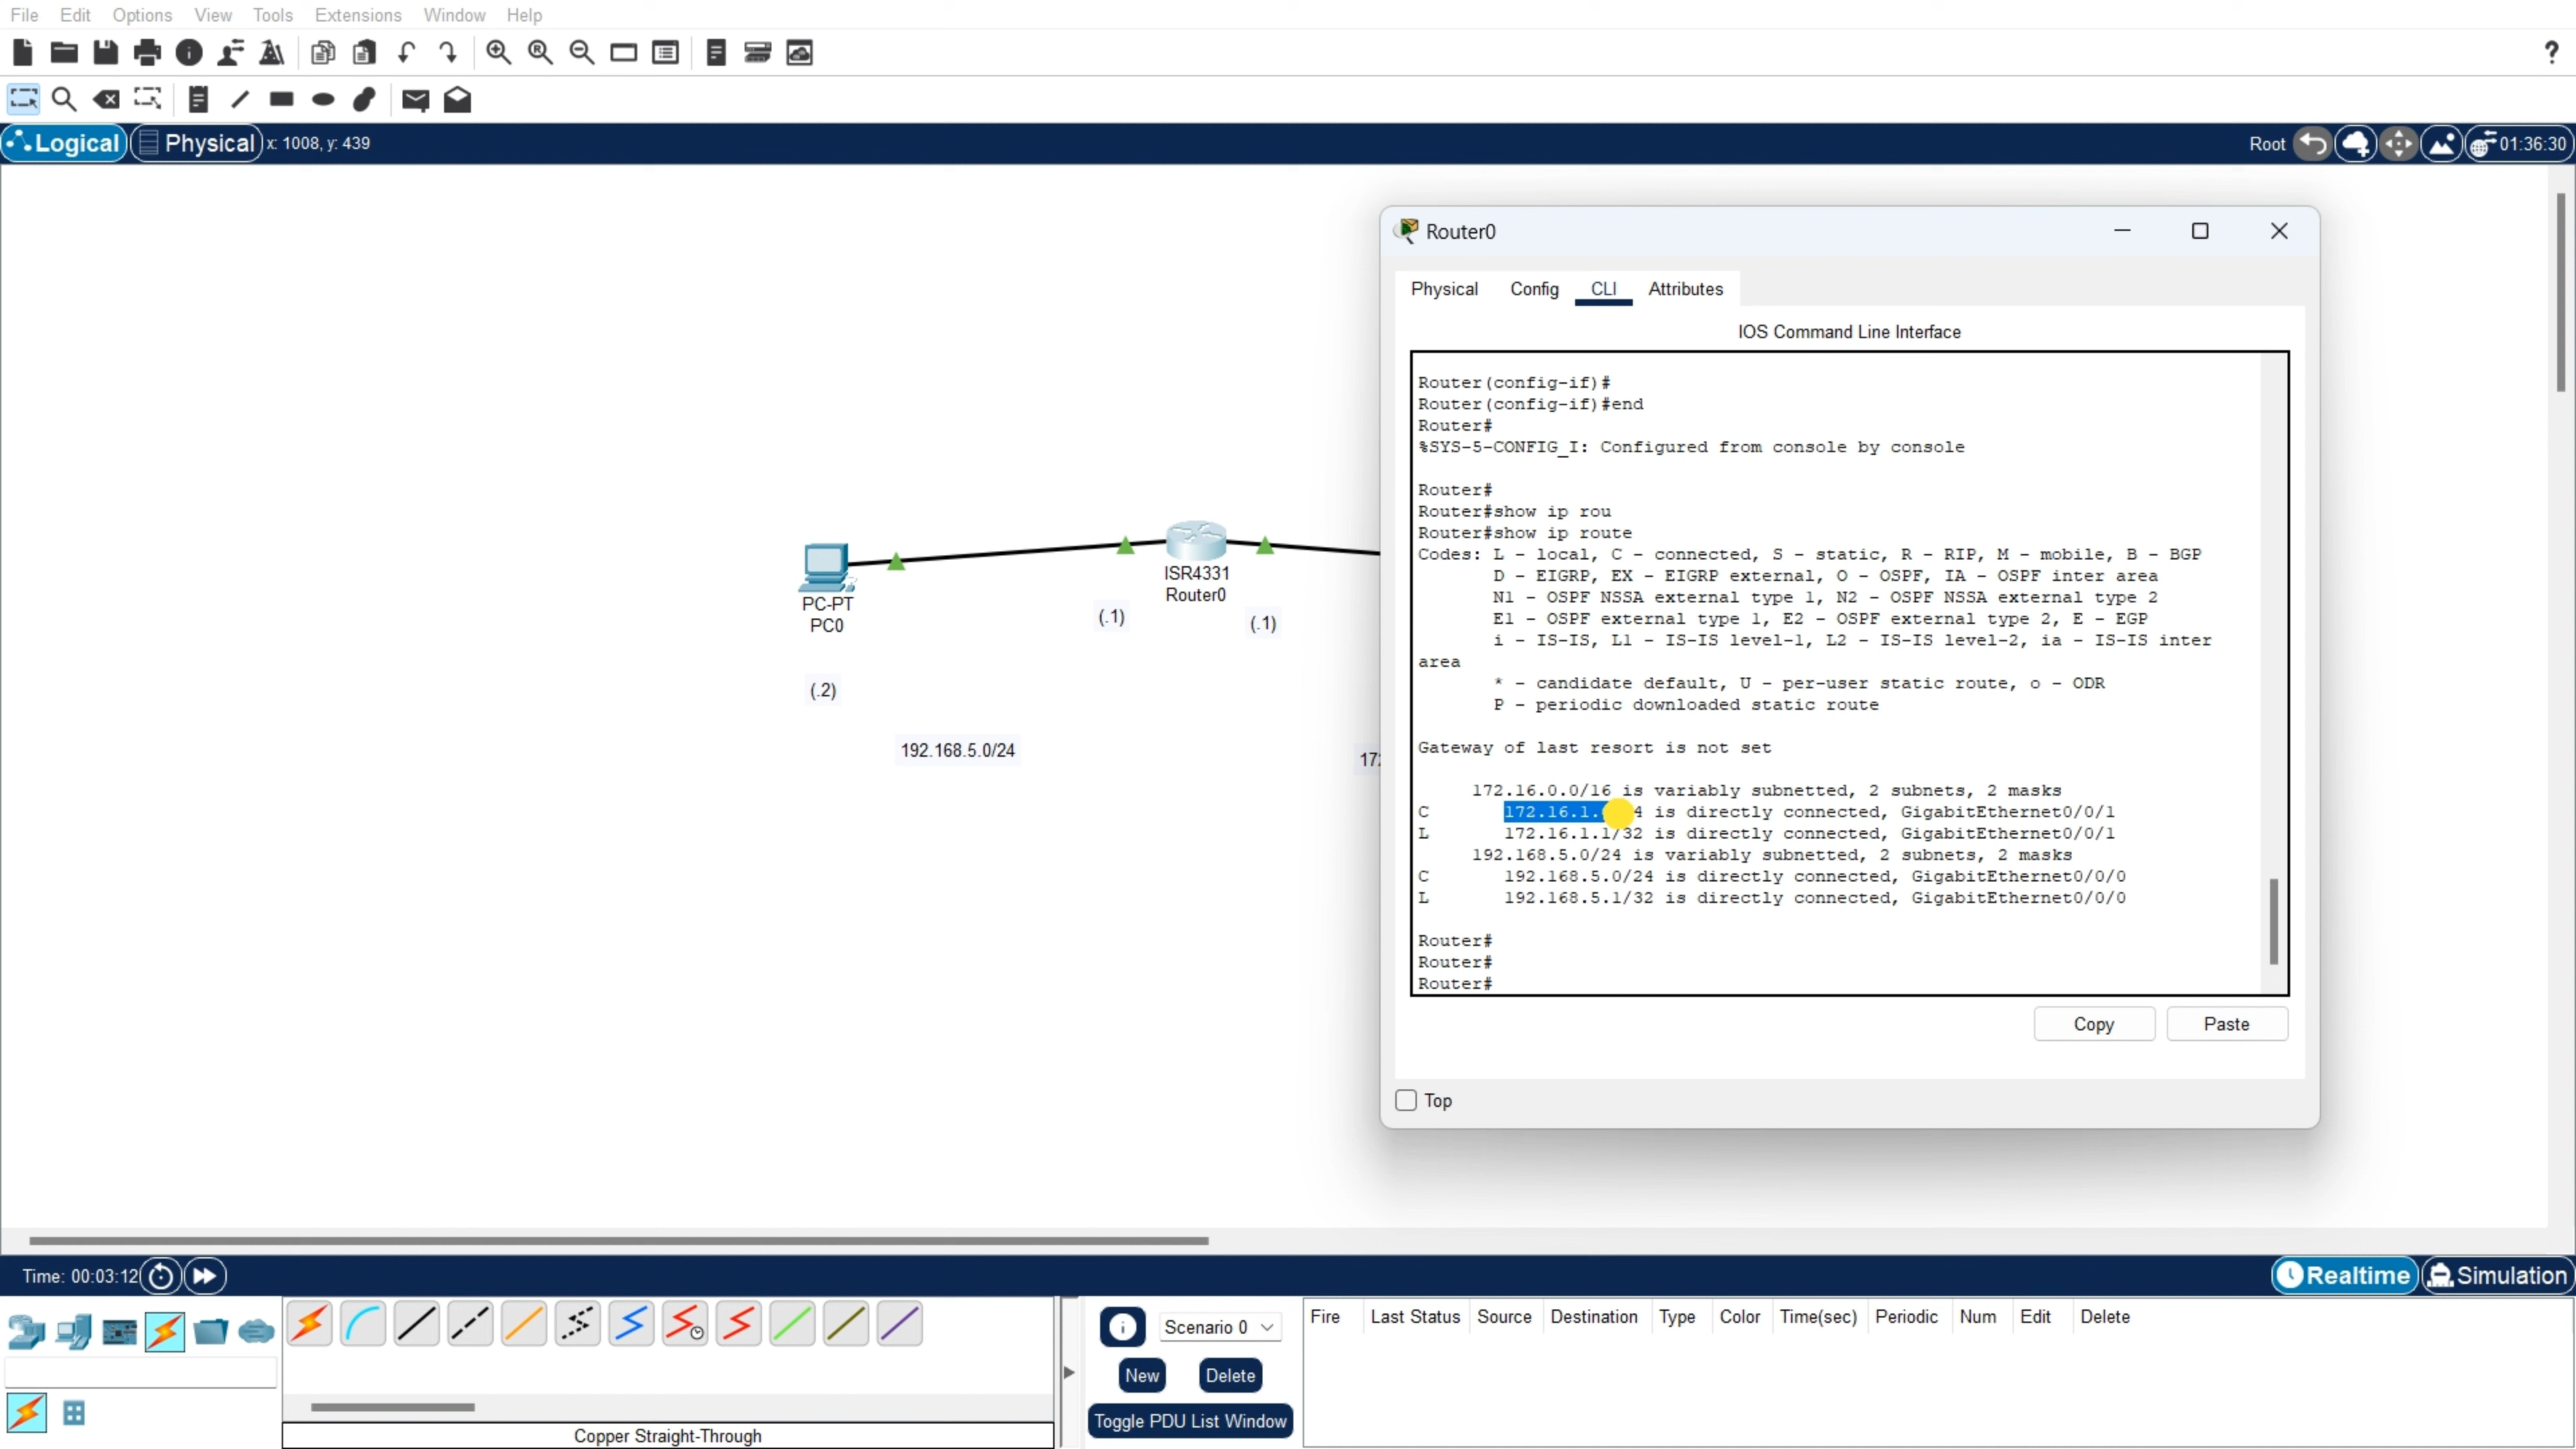 File Edit Options View Tools Extensions Window Help
?
Logical Physical x: 1008, y: 439 Root 01:36:30
Router0
Physical Config CLI Attributes
IOS Command Line Interface
Router(config-if)#
Router(config-if)#end
Router#
%SYS-5-CONFIG_I: Configured from console by console
Router#
Router#show ip rou
Router#show ip route
Codes: L - local, C - connected, S - static, R - RIP, M - mobile, B - BGP
D - EIGRP, EX - EIGRP external, O - OSPF, IA - OSPF inter area
N1 - OSPF NSSA external type 1, N2 - OSPF NSSA external type 2
E1 - OSPF external type 1, E2 - OSPF external type 2, E - EGP
i - IS-IS, L1 - IS-IS level-1, L2 - IS-IS level-2, ia - IS-IS inter
area
* - candidate default, U - per-user static route, o - ODR
P - periodic downloaded static route
Gateway of last resort is not set
172.16.0.0/16 is variably subnetted, 2 subnets, 2 masks
C 172.16.1. 4 is directly connected, GigabitEthernet0/0/1
L 172.16.1.1/32 is directly connected, GigabitEthernet0/0/1
192.168.5.0/24 is variably subnetted, 2 subnets, 2 masks
C 192.168.5.0/24 is directly connected, GigabitEthernet0/0/0
L 192.168.5.1/32 is directly connected, GigabitEthernet0/0/0
Router#
Router#
Router#
Copy Paste
Top
PC-PT
PC0
(.2)
ISR4331
Router0
(.1)
(.1)
192.168.5.0/24
172
Time: 00:03:12 Realtime Simulation
Scenario 0
New Delete
Toggle PDU List Window
Fire Last Status Source Destination Type Color Time(sec) Periodic Num Edit Delete
Copper Straight-Through